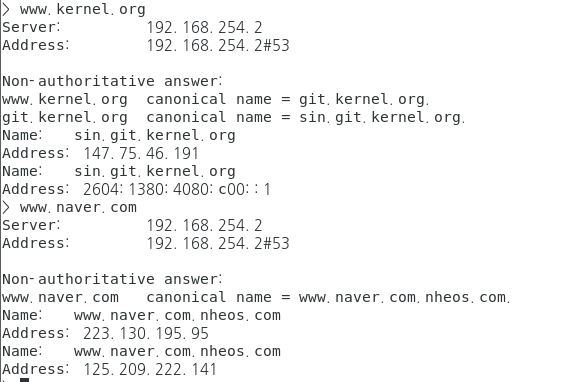 > www.kernel.org
Server: 192.168.254.2
Address: 192.168.254.2#53
Non-authoritative answer:
www.kernel.org canonical name = git.kernel.org.
git.kernel.org canonical name = sin.git.kernel.org.
Name: sin.git.kernel.org
Address: 147.75.46.191
Name: sin.git.kernel.org
Address: 2604:1380:4080:c00::1
> www.naver.com
Server: 192.168.254.2
Address: 192.168.254.2#53
Non-authoritative answer:
www.naver.com canonical name = www.naver.com.nheos.com.
Name: www.naver.com.nheos.com
Address: 223.130.195.95
Name: www.naver.com.nheos.com
Address: 125.209.222.141